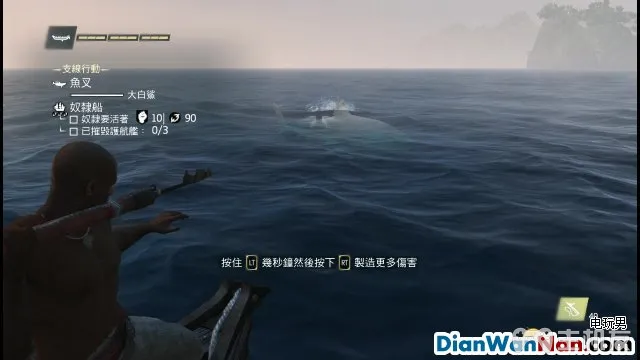 支線行動
魚叉
大白鯊
奴隸船
奴隸要活著 10| 90
已摧毀護航艦: 0/3
按住 LT 幾秒鐘然後按下 RT 製造更多傷害
电玩男
DianWanNan.com